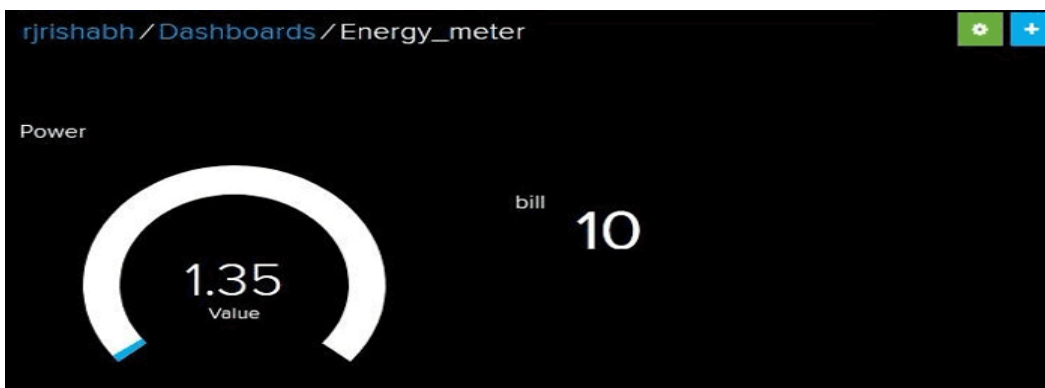 rjrishabh / Dashboards / Energy_meter
Power
1.35
Value
bill
10